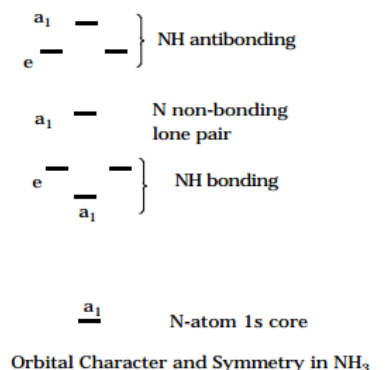 a₁
NH antibonding
e
N non-bonding
a₁
lone pair
e
NH bonding
a₁
a₁
N-atom 1s core
Orbital Character and Symmetry in NH₃